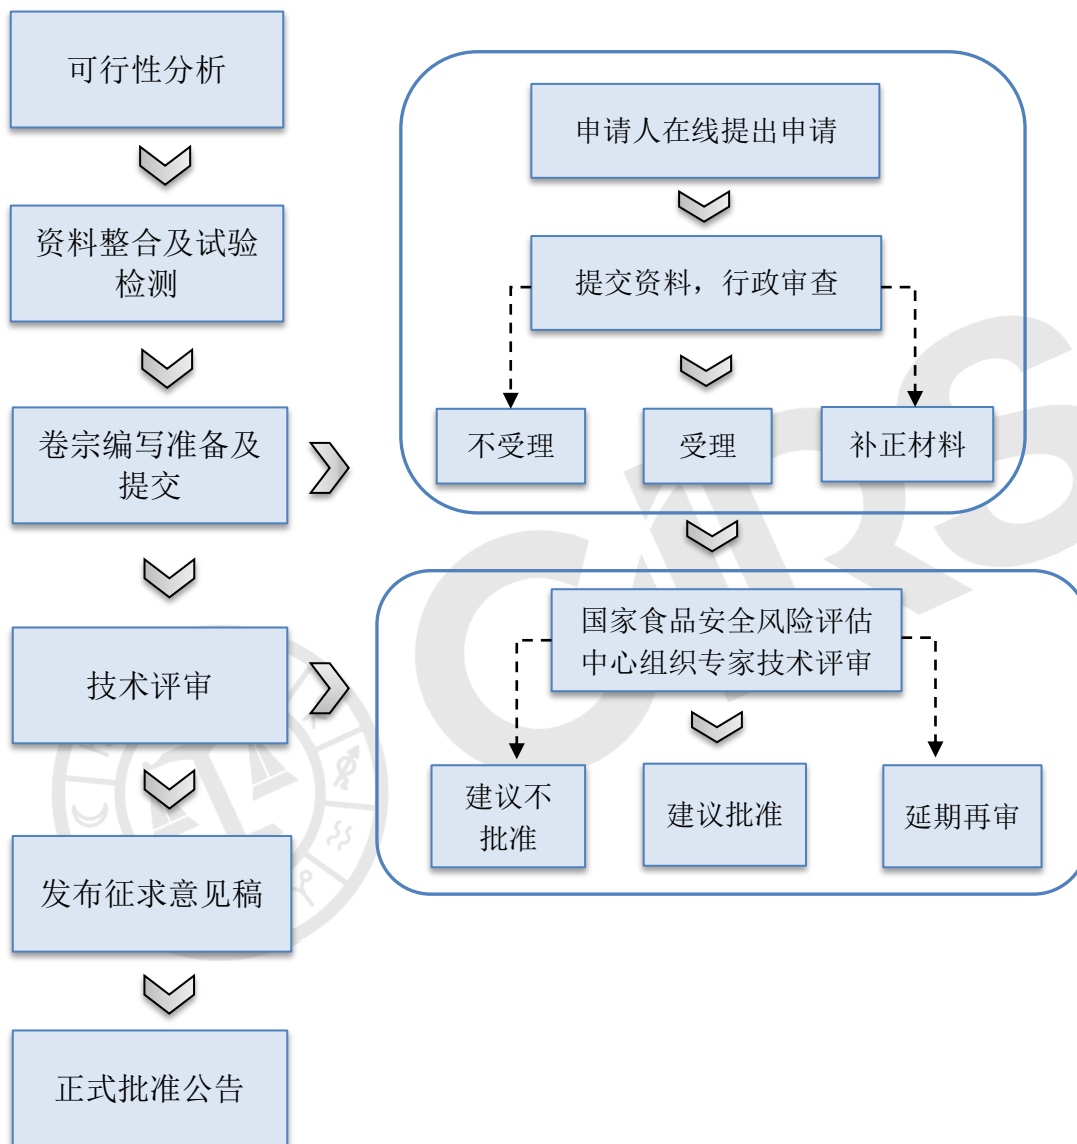 可行性分析
资料整合及试验
检测
卷宗编写准备及
提交
技术评审
发布征求意见稿
正式批准公告
申请人在线提出申请
提交资料，行政审查
不受理
受理
补正材料
国家食品安全风险评估
中心组织专家技术评审
建议不
批准
建议批准
延期再审
CIRS